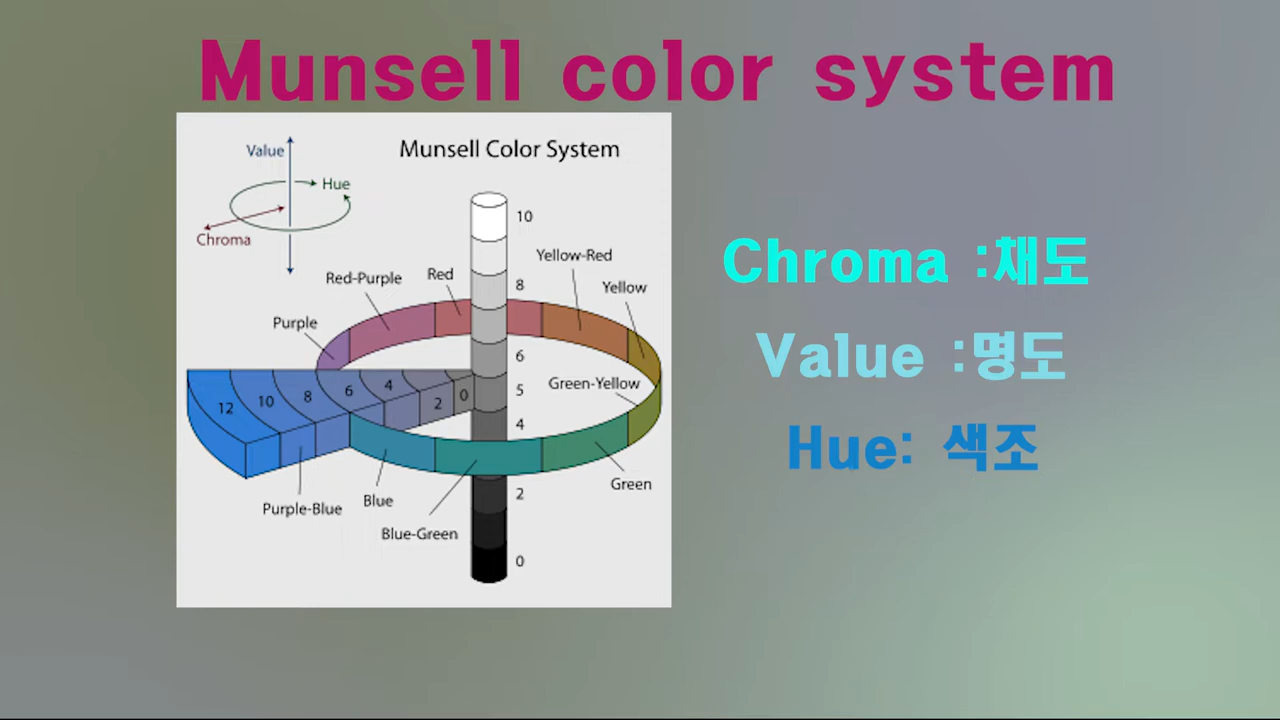 Munsell color system
Munsell Color System
Value
Hue
Chroma
10
8
6
5
4
2
0
Red-Purple
Red
Yellow-Red
Yellow
Purple
Green-Yellow
12 10 8 6 4 2 0
Green
Purple-Blue
Blue
Blue-Green
Chroma :채도
Value :명도
Hue: 색조